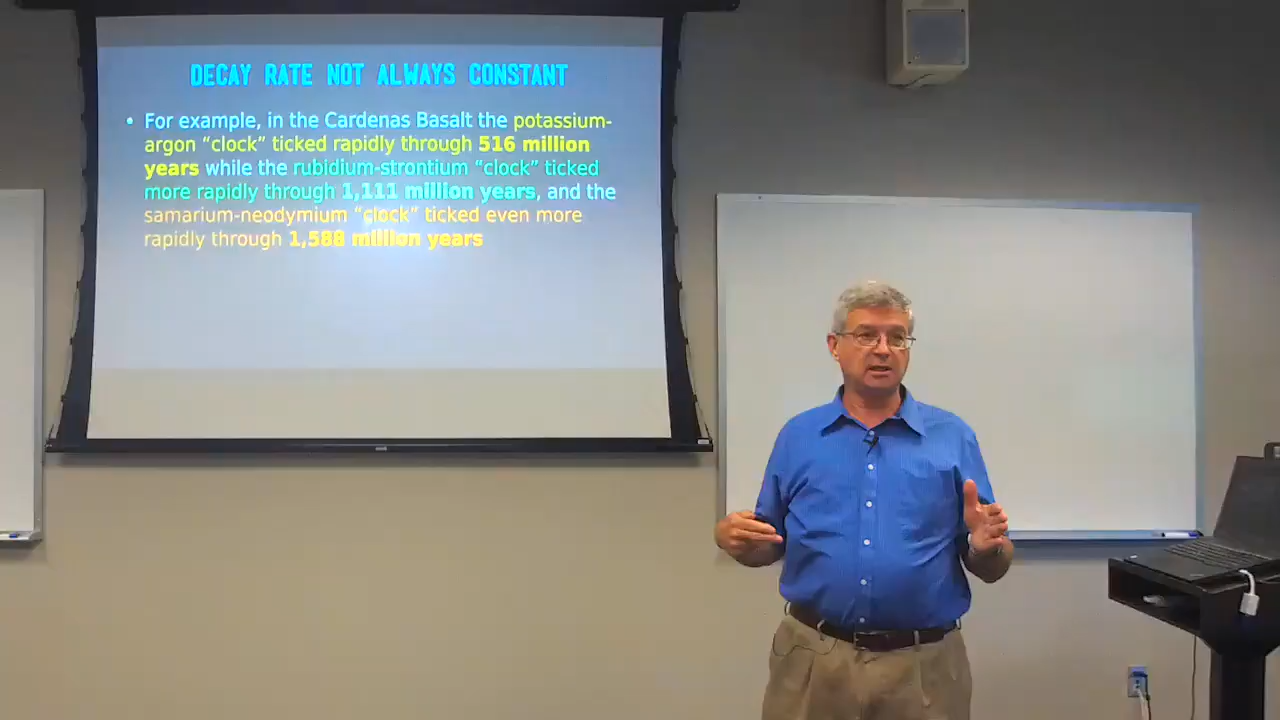 DECAY RATE NOT ALWAYS CONSTANT
• For example, in the Cardenas Basalt the potassium-
argon “clock” ticked rapidly through 516 million
years while the rubidium-strontium “clock” ticked
more rapidly through 1,111 million years, and the
samarium-neodymium “clock” ticked even more
rapidly through 1,588 million years